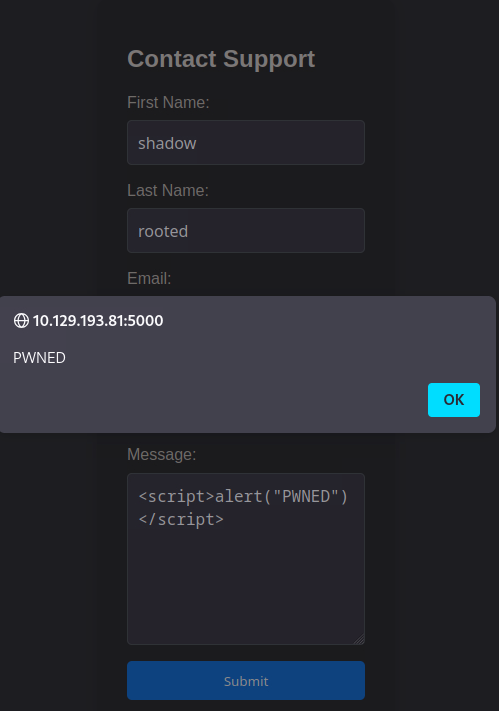 Contact Support
First Name:
shadow
Last Name:
rooted
Email:
10.129.193.81:5000
PWNED
OK
Message:
<script>alert("PWNED")
</script>
Submit